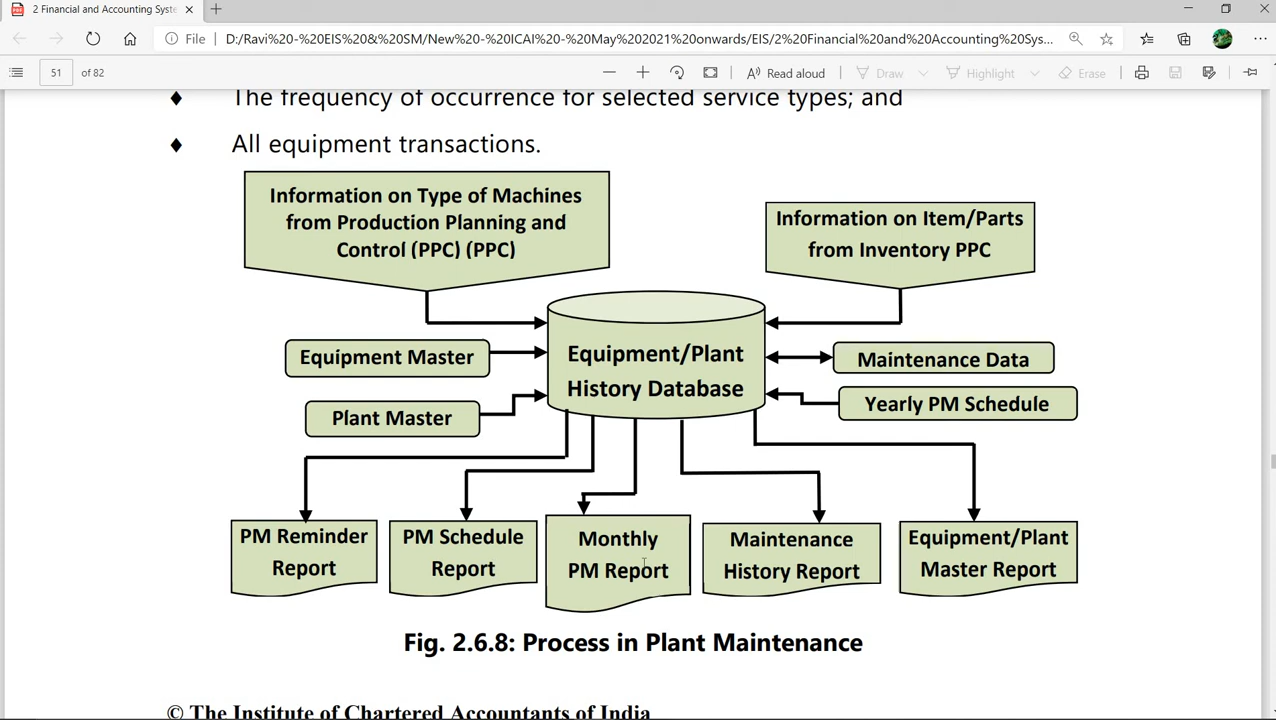 2 Financial and Accounting Syste
File
D:/Ravi%20-%20EIS%20&%20SM/New%20-%20ICAI%20-%20May%202021%20onwards/EIS/2%20Financial%20and%20Accounting%20Sys...
51 of 82
Read aloud
Draw
Highlight
Erase
♦ The frequency of occurrence for selected service types; and
♦ All equipment transactions.
Information on Type of Machines
from Production Planning and
Control (PPC) (PPC)
Information on Item/Parts
from Inventory PPC
Equipment/Plant
History Database
Equipment Master
Plant Master
Maintenance Data
Yearly PM Schedule
PM Reminder
Report
PM Schedule
Report
Monthly
PM Report
Maintenance
History Report
Equipment/Plant
Master Report
Fig. 2.6.8: Process in Plant Maintenance
© The Institute of Chartered Accountants of India